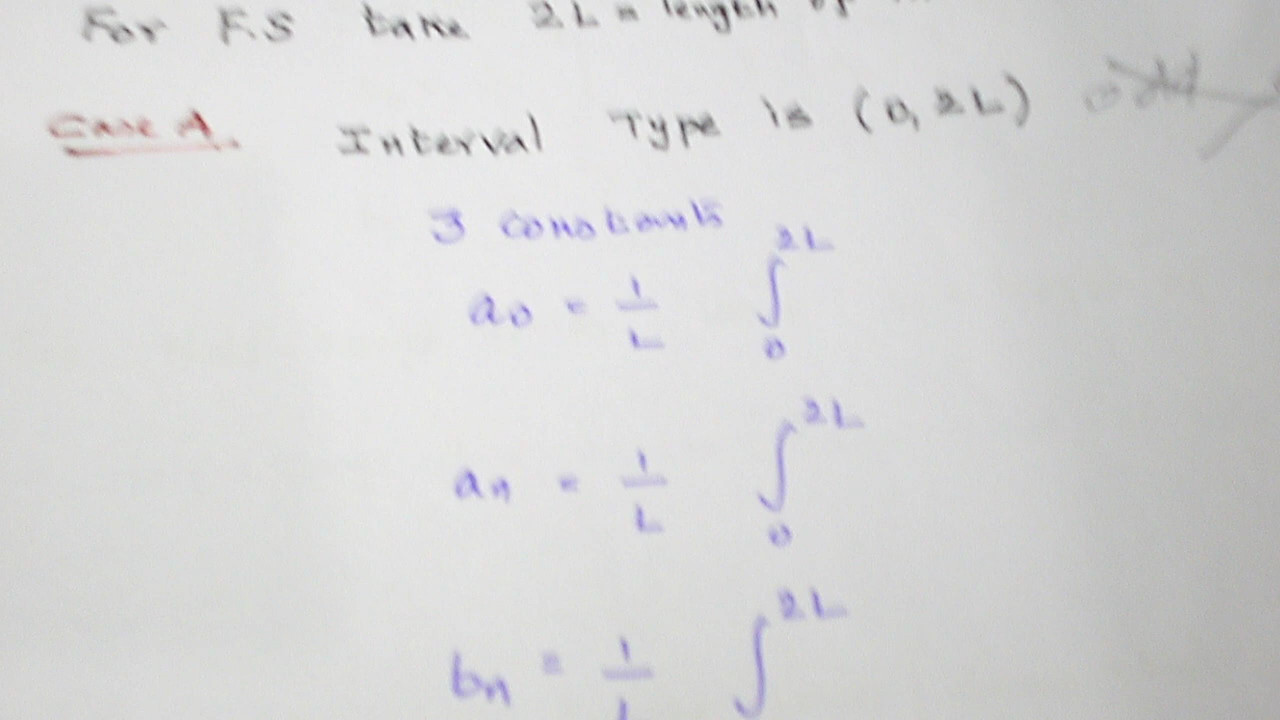 For F.S take 2L = length of
Case A. Interval Type is (0, 2L)
3 constants
a0 = 1/L ∫ 0 2L
an = 1/L ∫ 0 2L
bn = 1/L ∫ 2L